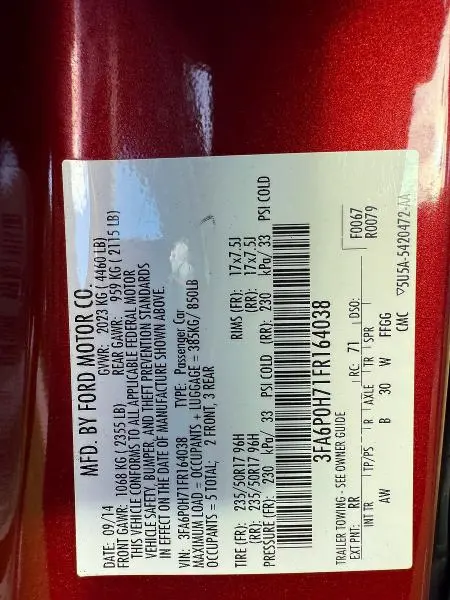 MFD. BY FORD MOTOR CO.
09/14 GVWR: 2023 KG ( 4460 LB)
FRONT GAWR: 1068 KG ( 2355 LB) REAR GAWR: 959 KG ( 2115 LB)
THIS VEHICLE CONFORMS TO ALL APPLICABLE FEDERAL MOTOR
VEHICLE SAFETY, BUMPER, AND THEFT PREVENTION STANDARDS
IN EFFECT ON THE DATE OF MANUFACTURE SHOWN ABOVE.
VIN: 3FA6P0H71FR164038 TYPE: Passenger Car
MAXIMUM LOAD = OCCUPANTS + LUGGAGE = 385KG/ 850LB
OCCUPANTS = 5 TOTAL; 2 FRONT, 3 REAR
TIRE (FR): 235/50R17 96H RIMS (FR): 17x7.5J
(RR): 235/50R17 96H (RR): 17x7.5J
PRESSURE (FR): 230 kPa/ 33 PSI COLD (RR): 230 kPa/ 33 PSI COLD
3FA6P0H71FR164038
F0067
R0079
TRAILER TOWING - SEE OWNER GUIDE
EXT PNT: RR RC: 71 DSO:
INT TR TP/PS R AXLE TR SPR
AW B 30 W FFGG
CMC ▽5U5A-5420472-AA